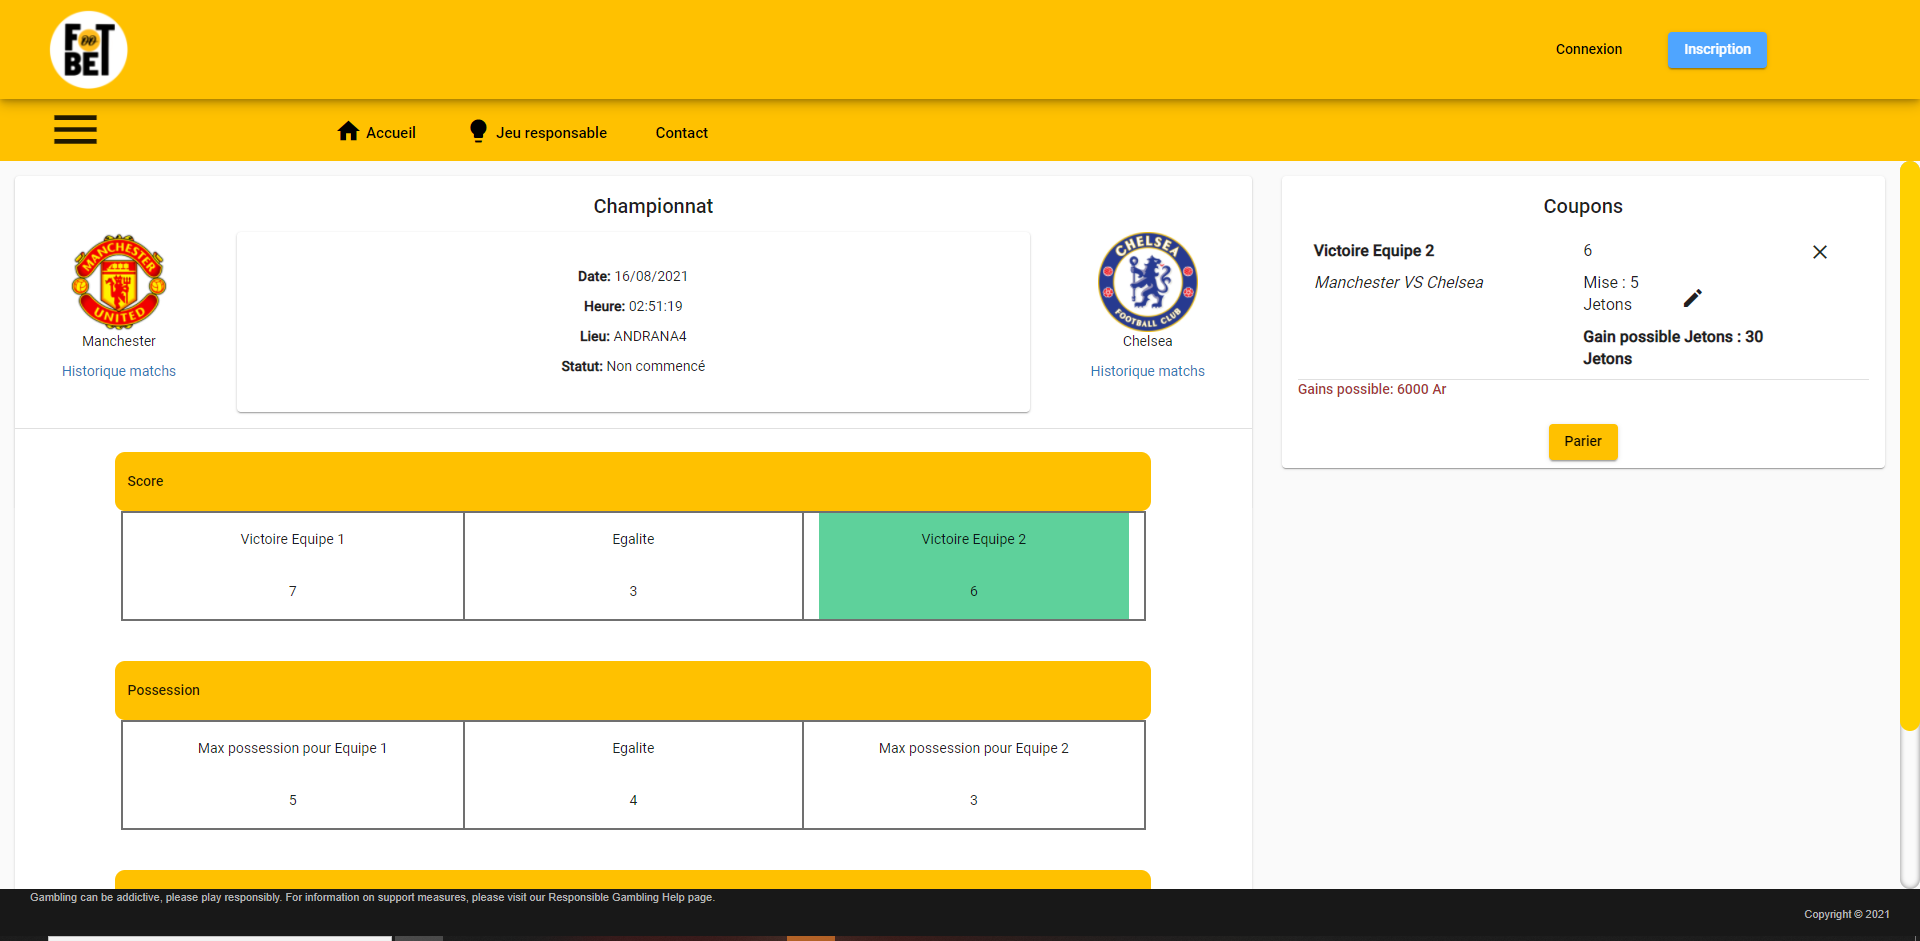 FOOT
BET
Connexion
Inscription
Accueil
Jeu responsable
Contact
Championnat
MANCHESTER
UNITED
Manchester
Historique matchs
Date: 16/08/2021
Heure: 02:51:19
Lieu: ANDRANA4
Statut: Non commencé
CHELSEA
FOOTBALL CLUB
Chelsea
Historique matchs
Score
Victoire Equipe 1
Egalite
Victoire Equipe 2
7
3
6
Possession
Max possession pour Equipe 1
Egalite
Max possession pour Equipe 2
5
4
3
Coupons
Victoire Equipe 2
6
Manchester VS Chelsea
Mise : 5
Jetons
Gain possible Jetons : 30
Jetons
Gains possible: 6000 Ar
Parier
Gambling can be addictive, please play responsibly. For information on support measures, please visit our Responsible Gambling Help page.
Copyright © 2021